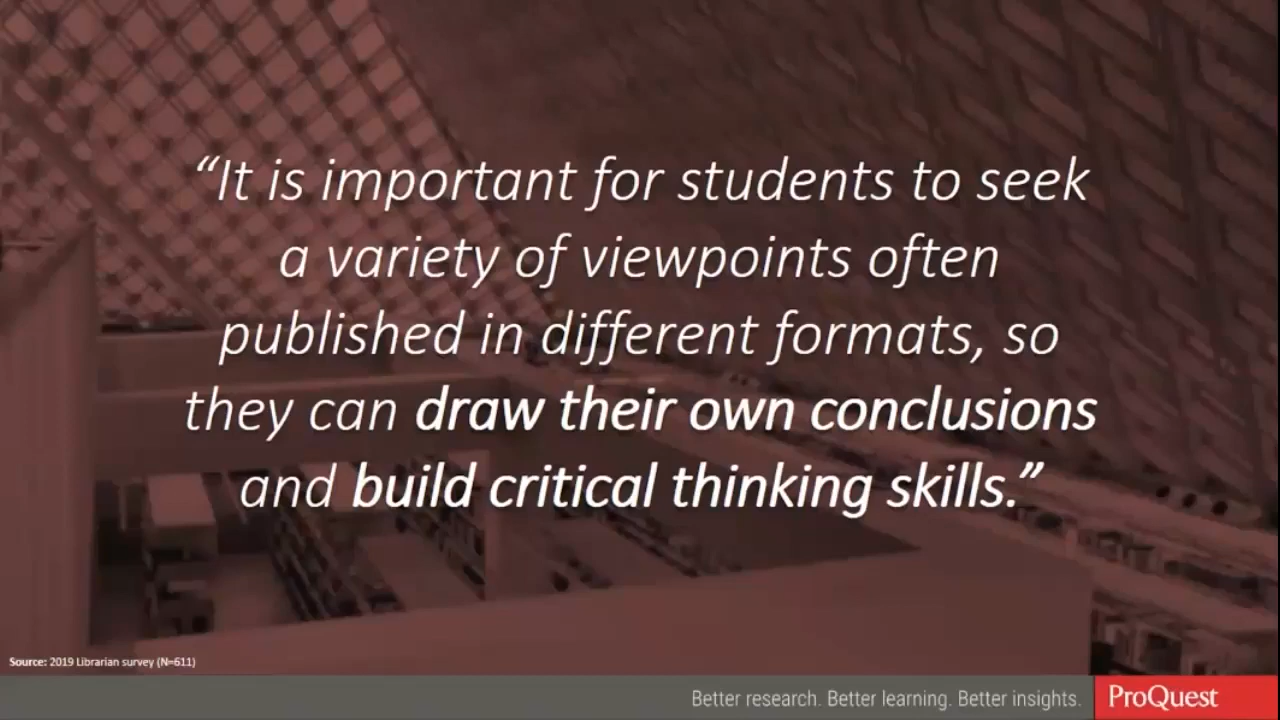 “It is important for students to seek
a variety of viewpoints often
published in different formats, so
they can draw their own conclusions
and build critical thinking skills.”
Source: 2019 Librarian survey (N=611)
Better research. Better learning. Better insights.
ProQuest